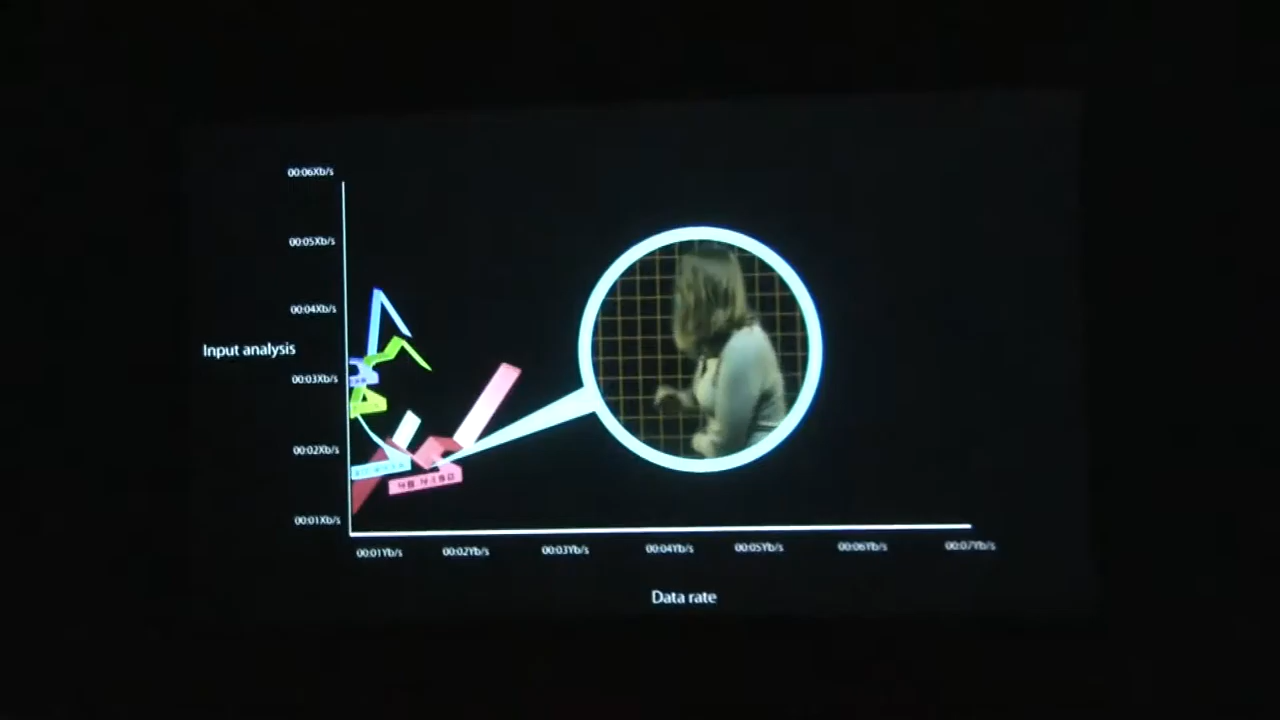 00:06Xb/s
00:05Xb/s
00:04Xb/s
Input analysis
00:03Xb/s
00:02Xb/s
00:01Xb/s
00:01Yb/s 00:02Yb/s 00:03Yb/s 00:04Yb/s 00:05Yb/s 00:06Yb/s 00:07Yb/s
Data rate